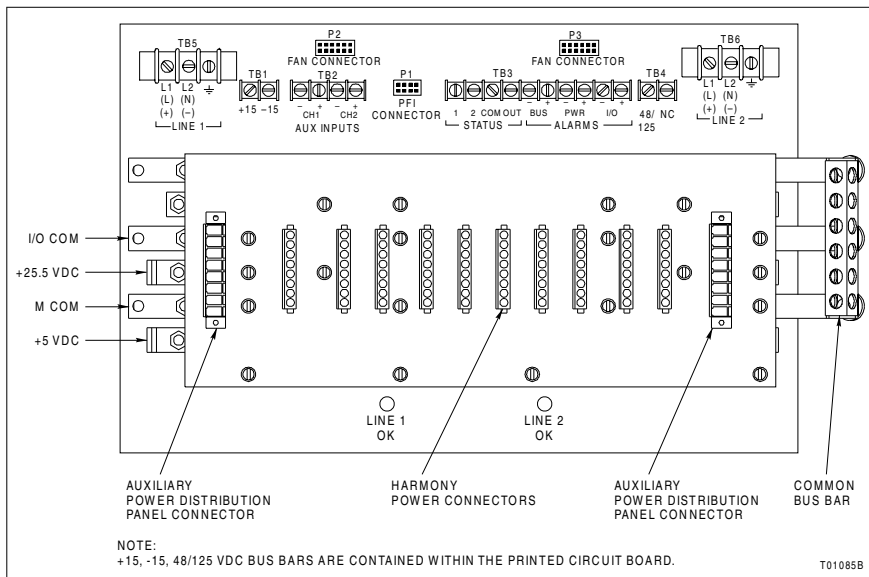 P2
FAN CONNECTOR
P3
FAN CONNECTOR
TB5
TB6
TB1
TB2
P1
TB3
TB4
L1 L2
(L) (N)
(+) (−)
LINE 1
+15 −15
− + − +
CH1 CH2
AUX INPUTS
PFI
CONNECTOR
− + − + − +
1 2 COM OUT BUS PWR I/O
STATUS ALARMS
48/ NC
125
L1 L2
(L) (N)
(+) (−)
LINE 2
I/O COM
+25.5 VDC
M COM
+5 VDC
LINE 1
OK
LINE 2
OK
AUXILIARY
POWER DISTRIBUTION
PANEL CONNECTOR
HARMONY
POWER CONNECTORS
AUXILIARY
POWER DISTRIBUTION
PANEL CONNECTOR
COMMON
BUS BAR
NOTE:
+15, -15, 48/125 VDC BUS BARS ARE CONTAINED WITHIN THE PRINTED CIRCUIT BOARD.
T01085B